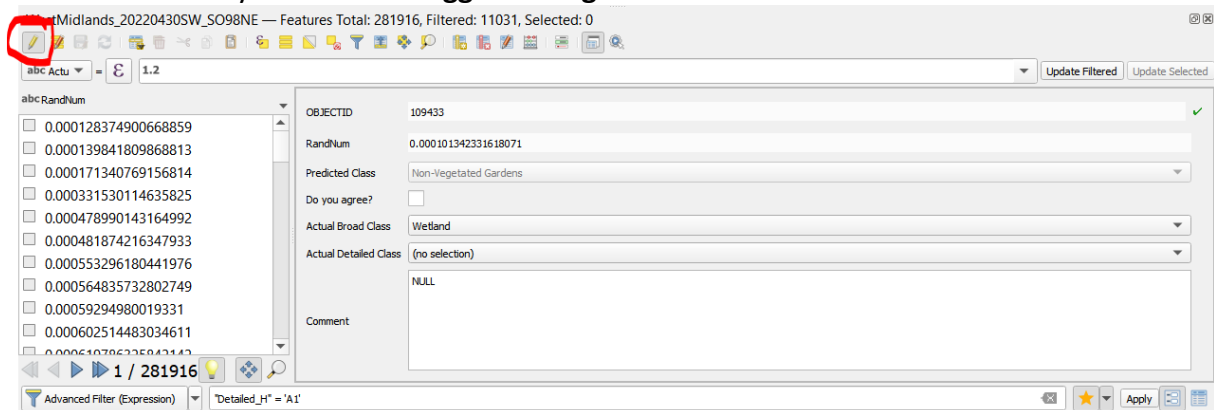 WestMidlands_20220430SW_SO98NE — Features Total: 281916, Filtered: 11031, Selected: 0
abc Actu = ε 1.2 Update Filtered Update Selected
abc RandNum
0.000128374900668859
0.000139841809868813
0.000171340769156814
0.000331530114635825
0.000478990143164992
0.000481874216347933
0.000553296180441976
0.000564835732802749
0.00059294980019331
0.000602514483034611
1 / 281916
OBJECTID 109433
RandNum 0.000101342331618071
Predicted Class Non-Vegetated Gardens
Do you agree?
Actual Broad Class Wetland
Actual Detailed Class (no selection)
NULL
Comment
Advanced Filter (Expression) "Detailed_H" = 'A1' Apply